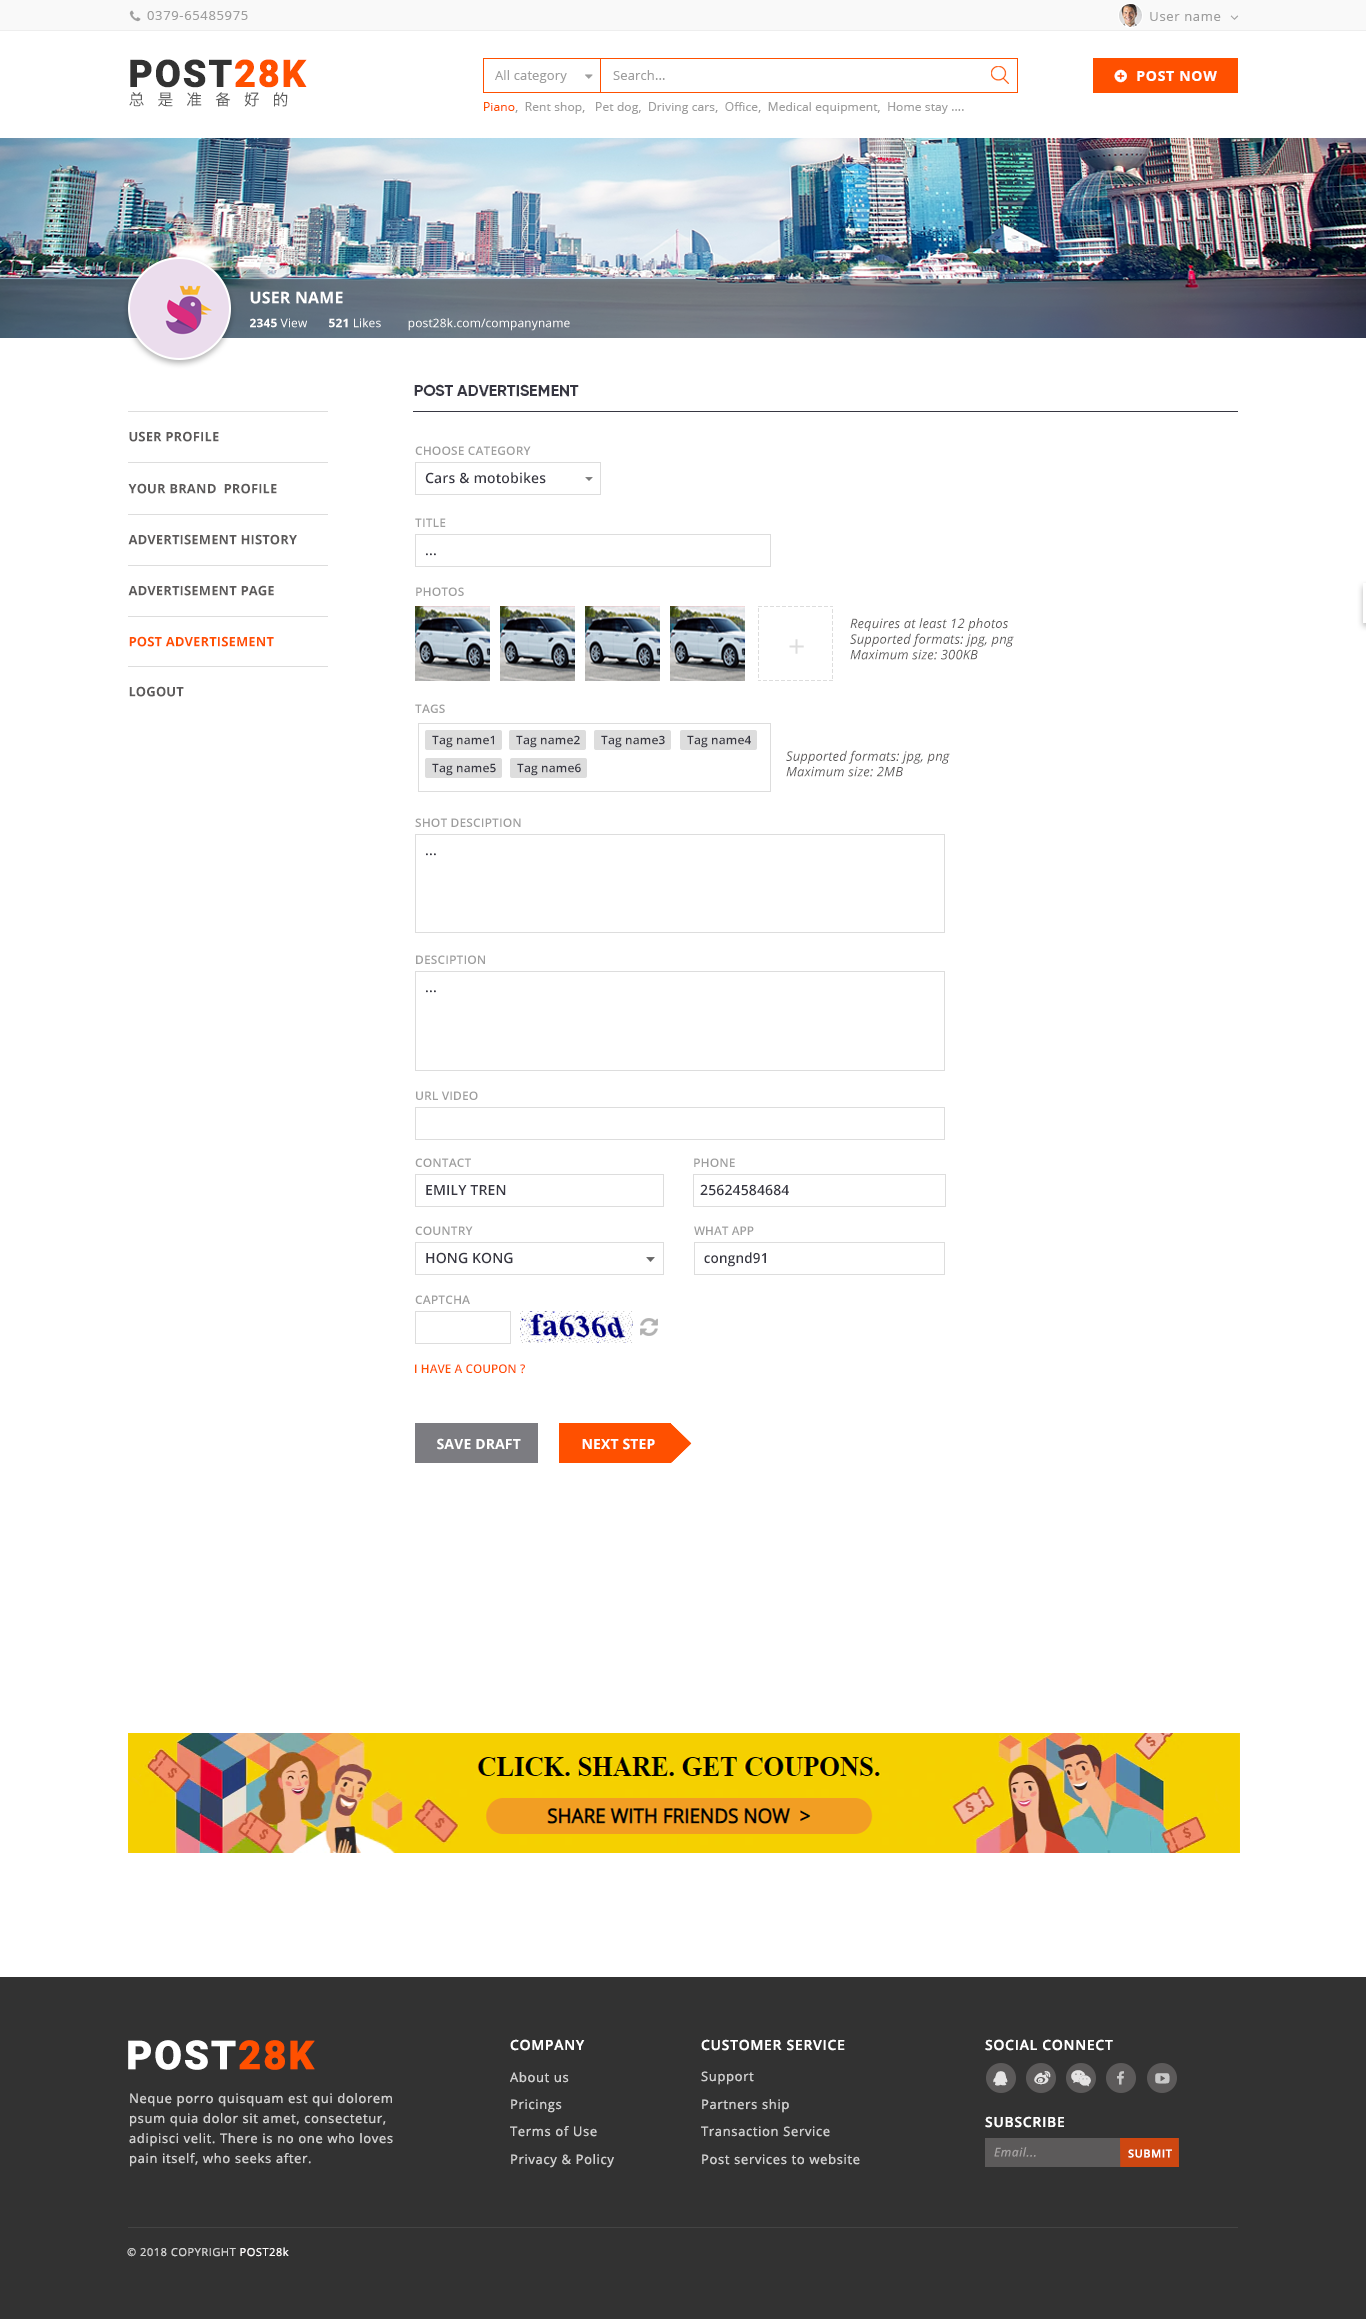 0379-65485975
User name
POST28K
总是准备好的
All category
Search...
POST NOW
Piano, Rent shop, Pet dog, Driving cars, Office, Medical equipment, Home stay ....
USER NAME
2345 View 521 Likes post28k.com/companyname
USER PROFILE
YOUR BRAND PROFILE
ADVERTISEMENT HISTORY
ADVERTISEMENT PAGE
POST ADVERTISEMENT
LOGOUT
POST ADVERTISEMENT
CHOOSE CATEGORY
Cars & motobikes
TITLE
...
PHOTOS
Requires at least 12 photos
Supported formats: jpg, png
Maximum size: 300KB
TAGS
Tag name1 Tag name2 Tag name3 Tag name4
Tag name5 Tag name6
Supported formats: jpg, png
Maximum size: 2MB
SHOT DESCIPTION
...
DESCIPTION
...
URL VIDEO
CONTACT
EMILY TREN
PHONE
25624584684
COUNTRY
HONG KONG
WHAT APP
congnd91
CAPTCHA
fa636d
I HAVE A COUPON ?
SAVE DRAFT
NEXT STEP
CLICK. SHARE. GET COUPONS.
SHARE WITH FRIENDS NOW >
POST28K
Neque porro quisquam est qui dolorem
psum quia dolor sit amet, consectetur,
adipisci velit. There is no one who loves
pain itself, who seeks after.
COMPANY
About us
Pricings
Terms of Use
Privacy & Policy
CUSTOMER SERVICE
Support
Partners ship
Transaction Service
Post services to website
SOCIAL CONNECT
SUBSCRIBE
Email...
SUBMIT
© 2018 COPYRIGHT POST28k